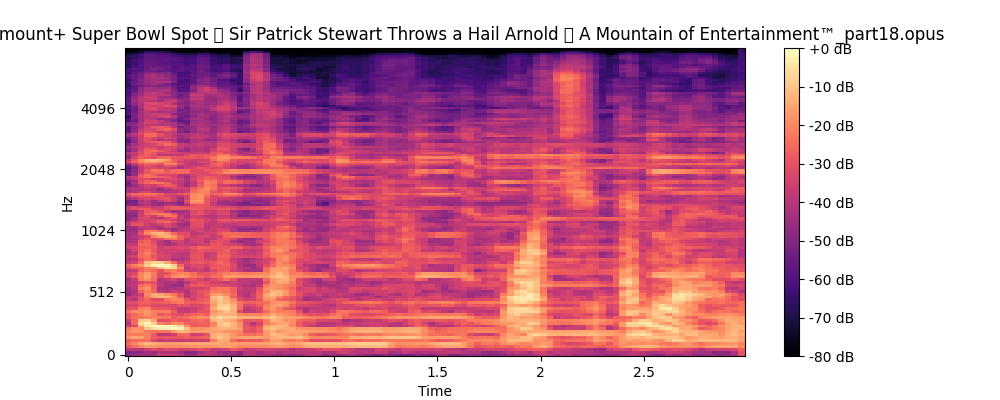 mount+ Super Bowl Spot ▯ Sir Patrick Stewart Throws a Hail Arnold ▯ A Mountain of Entertainment™ part18.opus
+0 dB
-10 dB
-20 dB
-30 dB
-40 dB
-50 dB
-60 dB
-70 dB
-80 dB
4096
2048
1024
512
0
Hz
0 0.5 1 1.5 2 2.5
Time